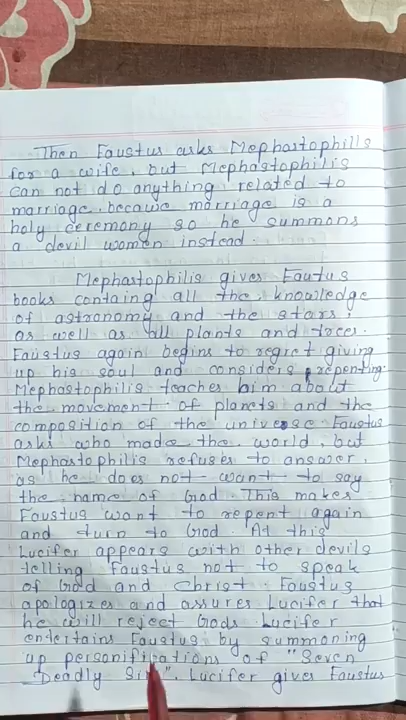 Then Faustus asks Mephastophills
for a wife, but Mephastophilis
can not do anything related to
marriage because marriage is a
holy ceremony so he summons
a devil women instead.
Mephastophilis gives Fautus
books containg all the knowledge
of astronomy and the stars,
as well as all plants and trees.
Faustus again begins to regret giving
up his soul and considers repenting.
Mephastophilis teaches him about
the movement of planets and the
composition of the universe. Faustus
asks who made the world, but
Mephastophilis refuses to answer,
as he does not want to say
the name of God. This makes
Faustus want to repent again
and turn to God. At this
Lucifer appears with other devils
telling Faustus not to speak
of God and Christ. Faustus
apologizes and assures Lucifer that
he will reject Gods. Lucifer
entertains Faustus by summoning
up personifications of "Seven
Deadly". Lucifer gives Faustus